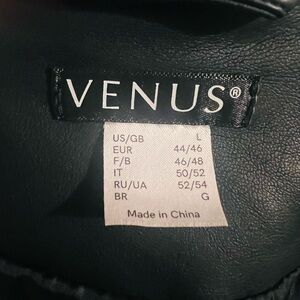 VENUS®
US/GB L
EUR 44/46
F/B 46/48
IT 50/52
RU/UA 52/54
BR G
Made in China